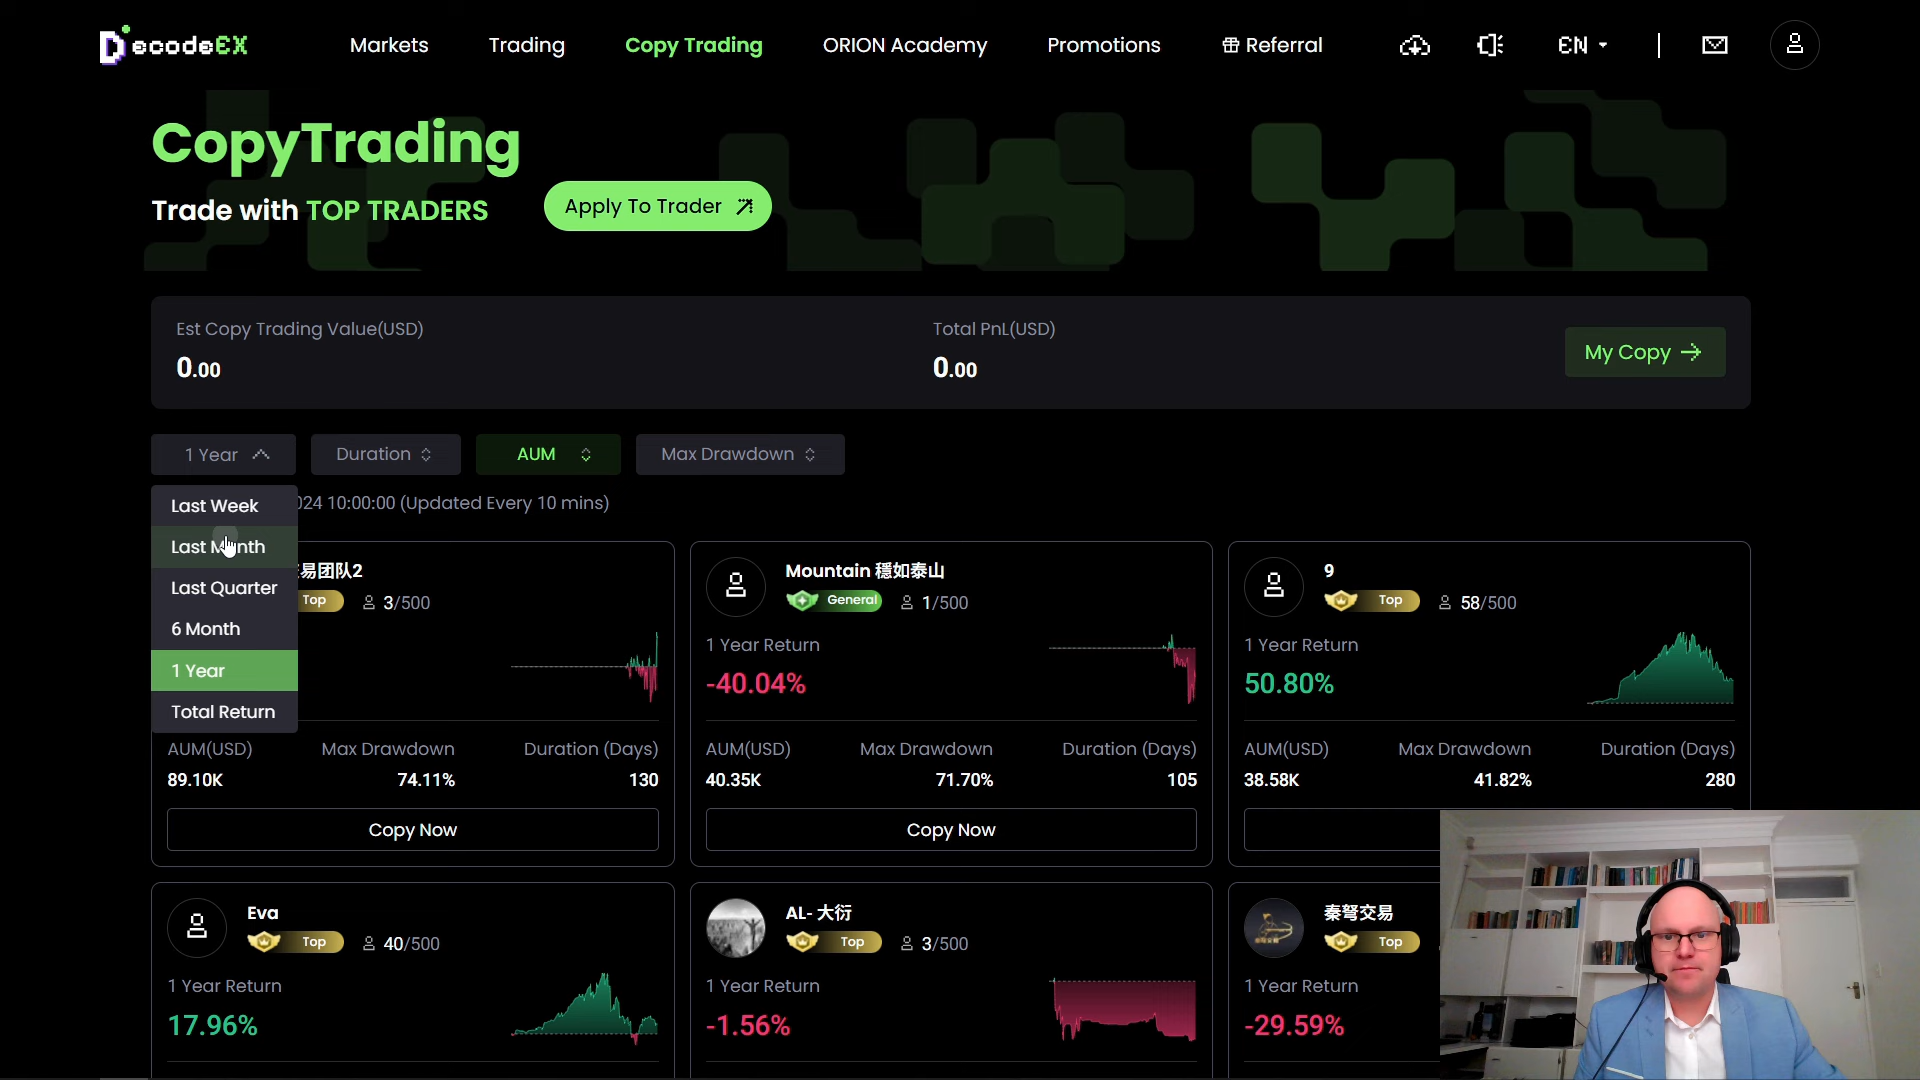 DecodeEX
Markets
Trading
Copy Trading
ORION Academy
Promotions
Referral
EN
CopyTrading
Trade with TOP TRADERS
Apply To Trader
Est Copy Trading Value(USD)
0.00
Total PnL(USD)
0.00
My Copy
1 Year
Duration
AUM
Max Drawdown
Last Week
Last Month
Last Quarter
6 Month
1 Year
Total Return
024 10:00:00 (Updated Every 10 mins)
易团队2
Top
3/500
AUM(USD)
Max Drawdown
Duration (Days)
89.10K
74.11%
130
Copy Now
Mountain 穩如泰山
General
1/500
1 Year Return
-40.04%
AUM(USD)
Max Drawdown
Duration (Days)
40.35K
71.70%
105
Copy Now
9
Top
58/500
1 Year Return
50.80%
AUM(USD)
Max Drawdown
Duration (Days)
38.58K
41.82%
280
Eva
Top
40/500
1 Year Return
17.96%
AL- 大衍
Top
3/500
1 Year Return
-1.56%
秦弩交易
Top
1 Year Return
-29.59%